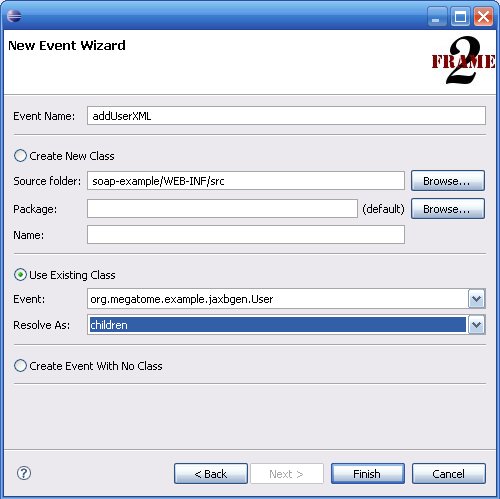 New Event Wizard
FRAME 2
Event Name: addUserXML
Create New Class
Source folder: soap-example/WEB-INF/src Browse...
Package: (default) Browse...
Name:
Use Existing Class
Event: org.megatome.example.jaxbgen.User
Resolve As: children
Create Event With No Class
? < Back Next > Finish Cancel